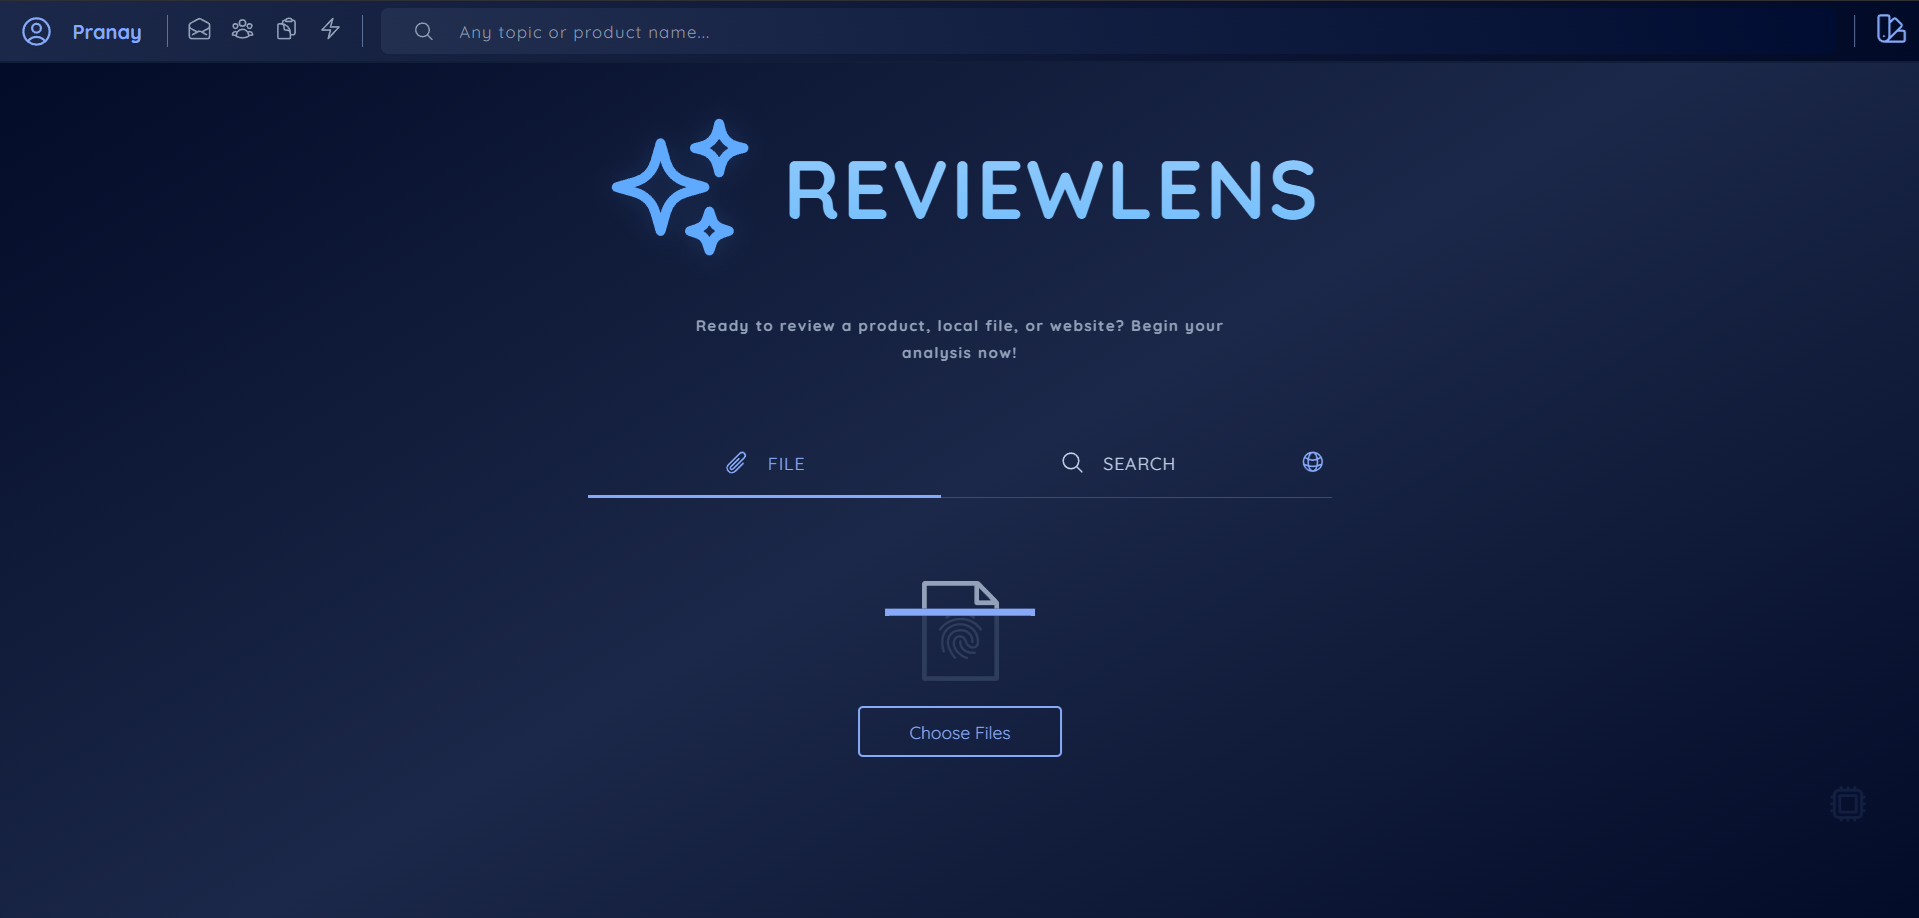 Pranay
Any topic or product name...
REVIEWLENS
Ready to review a product, local file, or website? Begin your
analysis now!
FILE
SEARCH
Choose Files